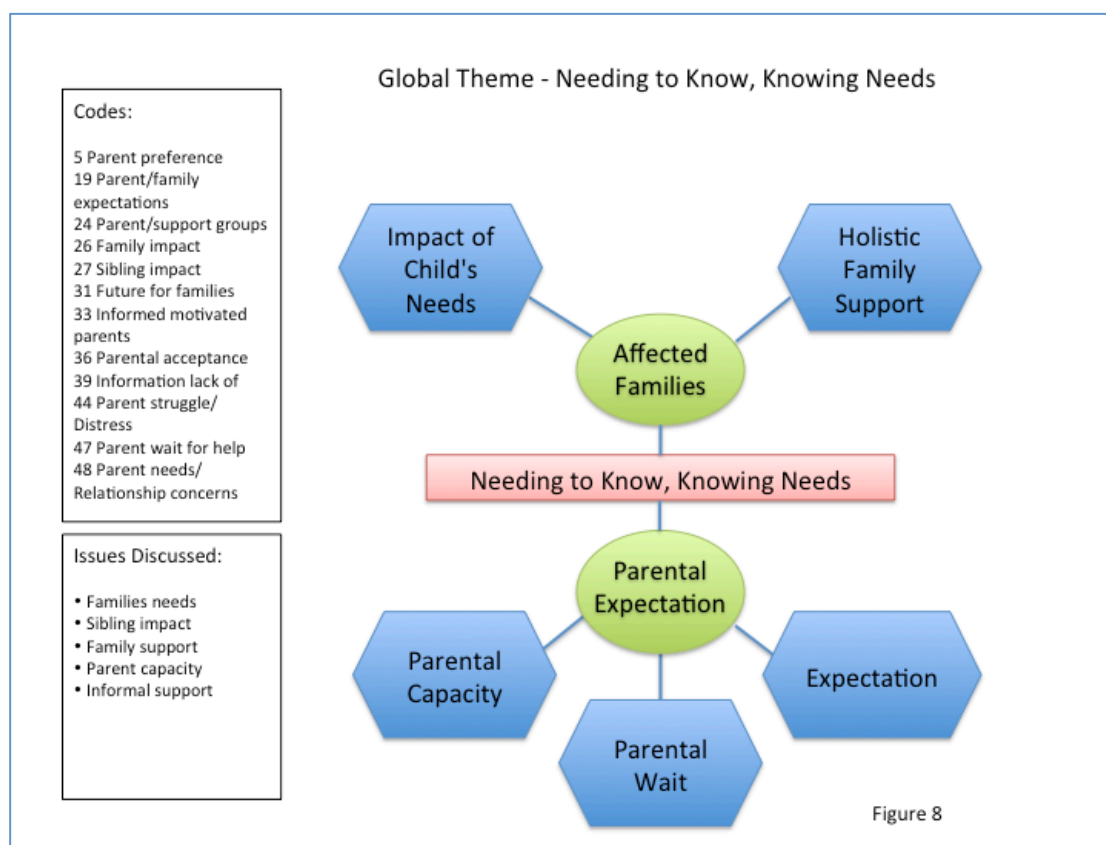 Global Theme - Needing to Know, Knowing Needs
Codes:
5 Parent preference
19 Parent/family
expectations
24 Parent/support groups
26 Family impact
27 Sibling impact
31 Future for families
33 Informed motivated
parents
36 Parental acceptance
39 Information lack of
44 Parent struggle/
Distress
47 Parent wait for help
48 Parent needs/
Relationship concerns
Issues Discussed:
• Families needs
• Sibling impact
• Family support
• Parent capacity
• Informal support
Impact of
Child's
Needs
Holistic
Family
Support
Affected
Families
Needing to Know, Knowing Needs
Parental
Expectation
Parental
Capacity
Parental
Wait
Expectation
Figure 8